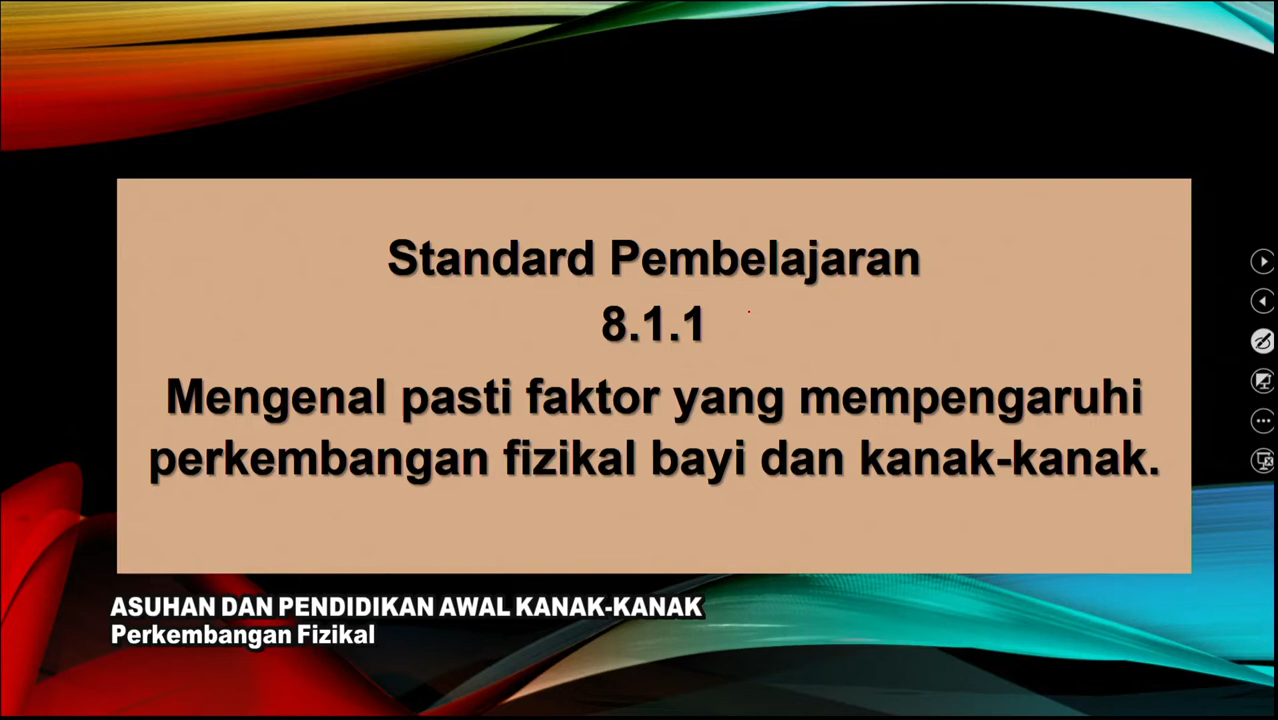 Standard Pembelajaran
8.1.1
Mengenal pasti faktor yang mempengaruhi
perkembangan fizikal bayi dan kanak-kanak.
ASUHAN DAN PENDIDIKAN AWAL KANAK-KANAK
Perkembangan Fizikal